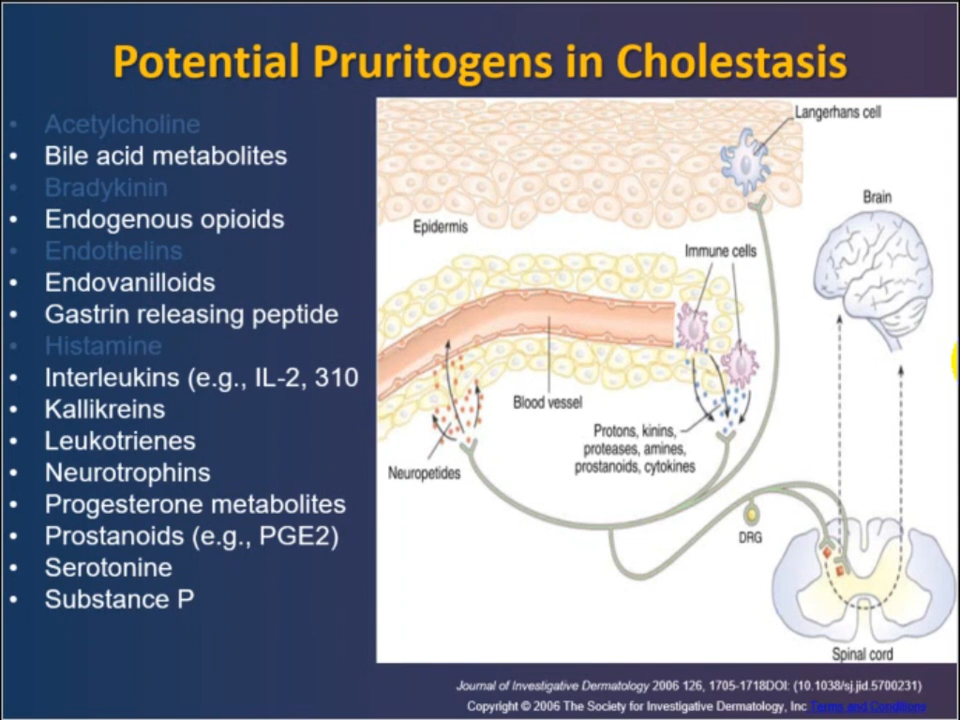 Potential Pruritogens in Cholestasis
• Acetylcholine
• Bile acid metabolites
• Bradykinin
• Endogenous opioids
• Endothelins
• Endovanilloids
• Gastrin releasing peptide
• Histamine
• Interleukins (e.g., IL-2, 310
• Kallikreins
• Leukotrienes
• Neurotrophins
• Progesterone metabolites
• Prostanoids (e.g., PGE2)
• Serotonine
• Substance P
Langerhans cell
Brain
Epidermis
Immune cells
Blood vessel
Protons, kinins,
proteases, amines,
prostanoids, cytokines
Neuropetides
DRG
Spinal cord
Journal of Investigative Dermatology 2006 126, 1705-1718DOI: (10.1038/sj.jid.5700231)
Copyright © 2006 The Society for Investigative Dermatology, Inc Terms and Conditions